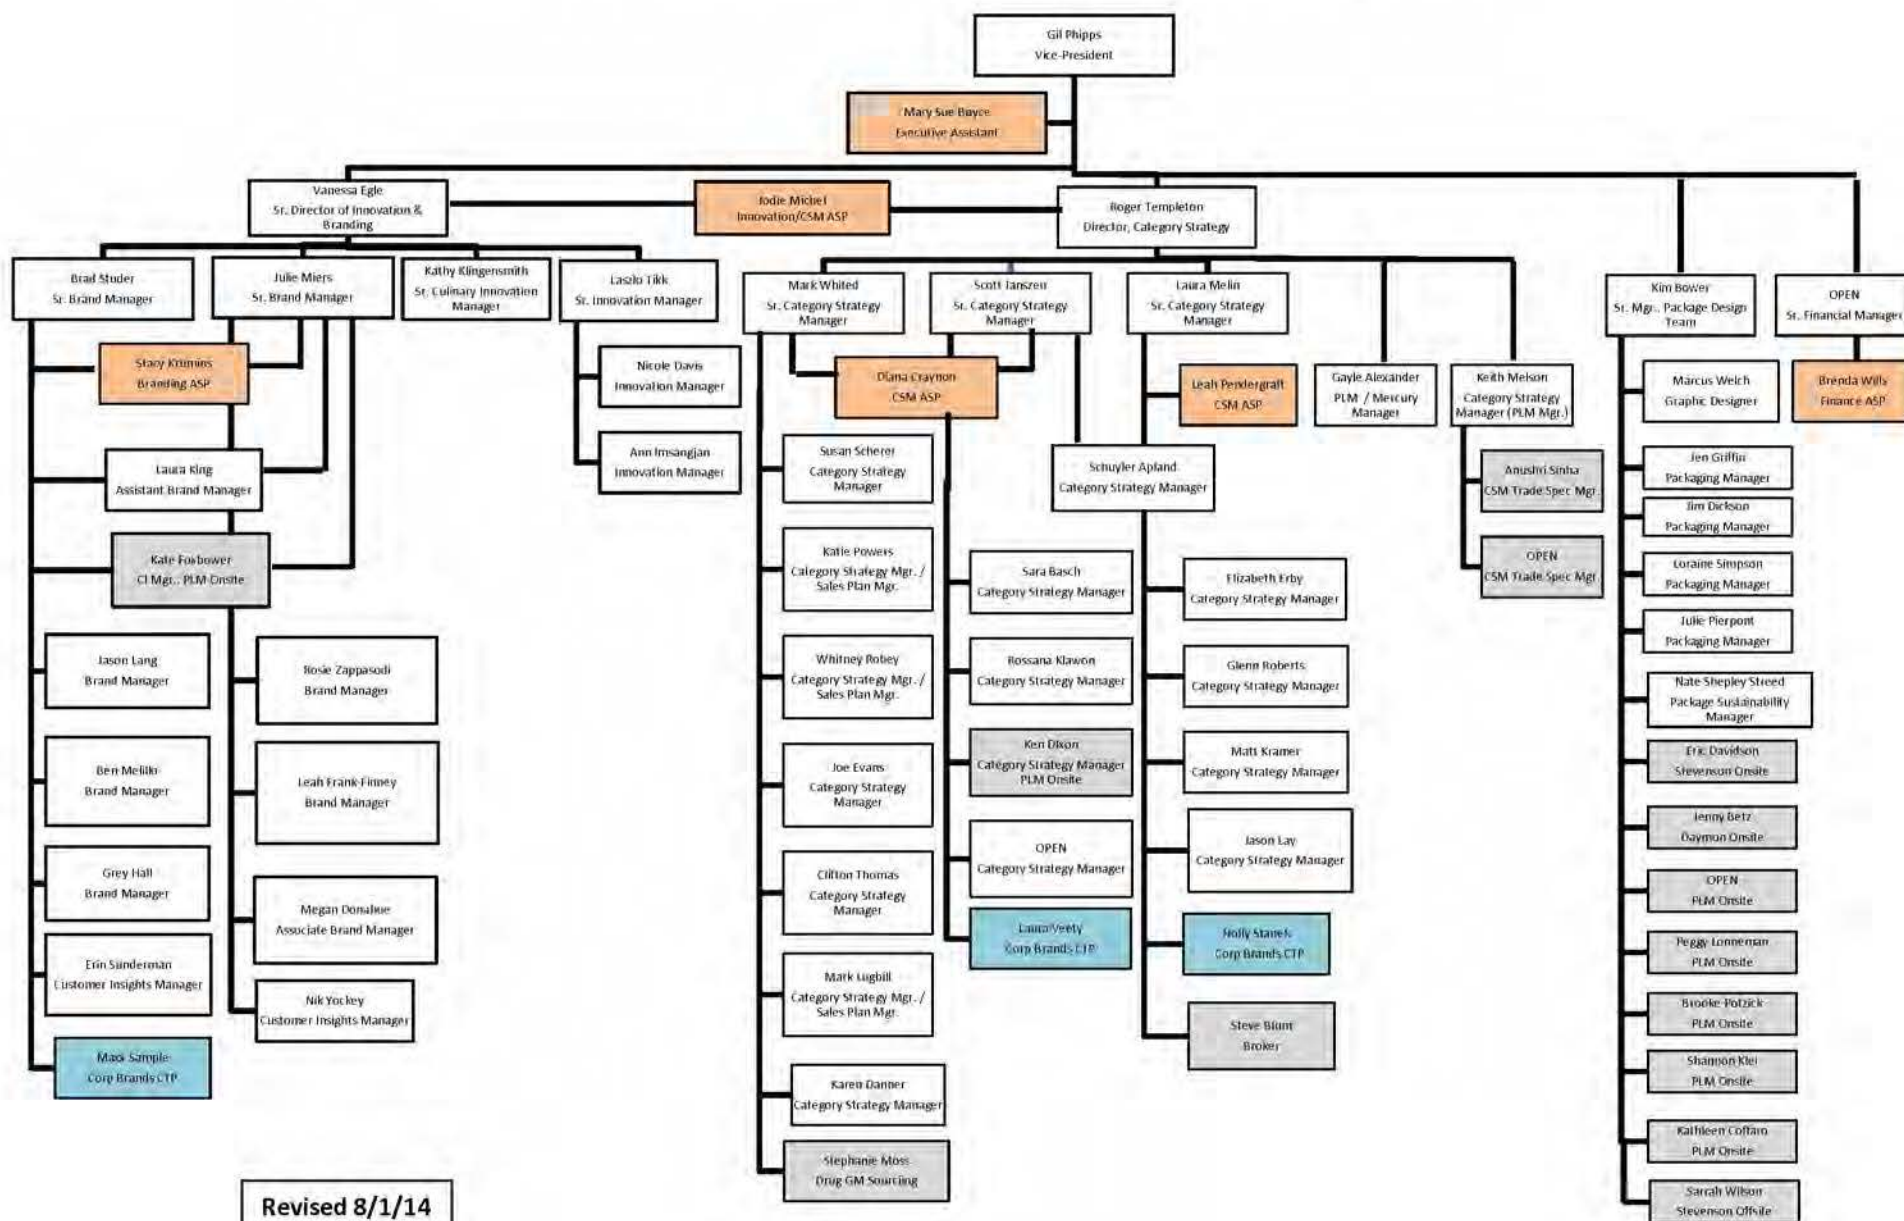 Gil Phipps
Vice-President
Mary Sue Boyce
Executive Assistant
Vanessa Egle
Sr. Director of Innovation &
Branding
Jodie Michel
Innovation/CSM ASP
Roger Templeton
Director, Category Strategy
Brad Studer
Sr. Brand Manager
Julie Miers
Sr. Brand Manager
Kathy Klingensmith
Sr. Culinary Innovation
Manager
Laszlo Tikk
Sr. Innovation Manager
Mark Whited
Sr. Category Strategy
Manager
Scott Janszen
Sr. Category Strategy
Manager
Laura Melin
Sr. Category Strategy
Manager
Kim Bower
Sr. Mgr., Package Design
Team
OPEN
Sr. Financial Manager
Stacy Krumins
Branding ASP
Nicole Davis
Innovation Manager
Diana Craynon
CSM ASP
Leah Pendergraft
CSM ASP
Gayle Alexander
PLM / Mercury
Manager
Keith Melson
Category Strategy
Manager (PLM Mgr.)
Marcus Welch
Graphic Designer
Brenda Wills
Finance ASP
Laura King
Assistant Brand Manager
Ann Imsangjan
Innovation Manager
Susan Scherer
Category Strategy
Manager
Schuyler Apland
Category Strategy Manager
Anushri Sinha
CSM Trade Spec Mgr.
Jen Griffin
Packaging Manager
Jim Dickson
Packaging Manager
Kate Foxbower
CI Mgr., PLM Onsite
Katie Powers
Category Strategy Mgr. /
Sales Plan Mgr.
Sara Basch
Category Strategy Manager
Elizabeth Erby
Category Strategy Manager
OPEN
CSM Trade Spec Mgr.
Loraine Simpson
Packaging Manager
Julie Pierpont
Packaging Manager
Jason Lang
Brand Manager
Rosie Zappasodi
Brand Manager
Whitney Robey
Category Strategy Mgr. /
Sales Plan Mgr.
Rossana Klawon
Category Strategy Manager
Glenn Roberts
Category Strategy Manager
Nate Shepley Streed
Package Sustainability
Manager
Ben Melillo
Brand Manager
Leah Frank-Finney
Brand Manager
Joe Evans
Category Strategy
Manager
Ken Dixon
Category Strategy Manager
PLM Onsite
Matt Kramer
Category Strategy Manager
Eric Davidson
Stevenson Onsite
Jenny Betz
Daymon Onsite
Grey Hall
Brand Manager
Megan Donahue
Associate Brand Manager
Clifton Thomas
Category Strategy
Manager
OPEN
Category Strategy Manager
Jason Lay
Category Strategy Manager
OPEN
PLM Onsite
Erin Sunderman
Customer Insights Manager
Nik Yockey
Customer Insights Manager
Mark Lugbill
Category Strategy Mgr. /
Sales Plan Mgr.
Laura Veety
Corp Brands CTP
Holly Stanek
Corp Brands CTP
Peggy Lonneman
PLM Onsite
Brooke Potzick
PLM Onsite
Maxx Sample
Corp Brands CTP
Karen Danner
Category Strategy Manager
Steve Blunt
Broker
Shannon Klei
PLM Onsite
Stephanie Moss
Drug GM Sourcing
Kathleen Coffaro
PLM Onsite
Sarrah Wilson
Stevenson Offsite
Revised 8/1/14